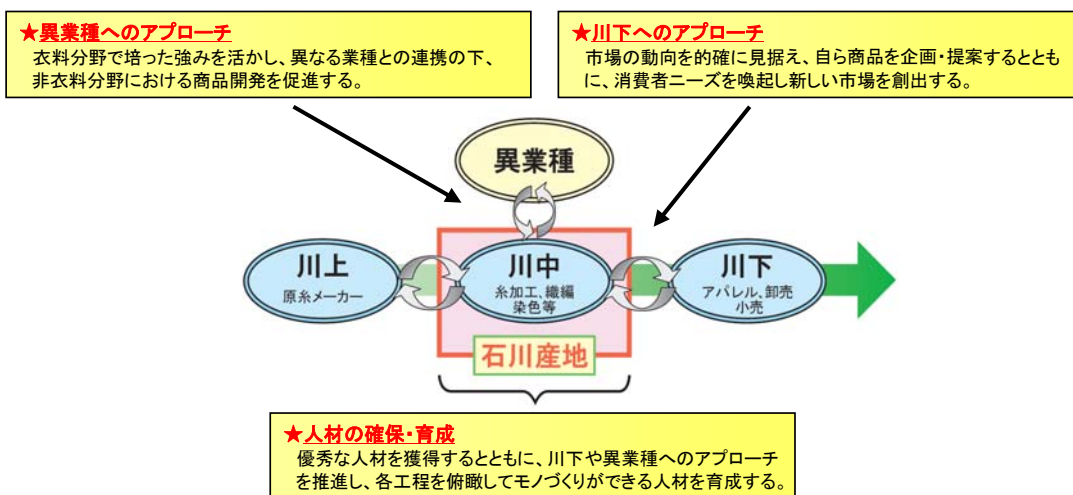 ★異業種へのアプローチ
衣料分野で培った強みを活かし、異なる業種との連携の下、
非衣料分野における商品開発を促進する。
★川下へのアプローチ
市場の動向を的確に見据え、自ら商品を企画・提案するととも
に、消費者ニーズを喚起し新しい市場を創出する。
異業種
川上
原糸メーカー
川中
糸加工、織編
染色等
川下
アパレル、卸売
小売
石川産地
★人材の確保・育成
優秀な人材を獲得するとともに、川下や異業種へのアプローチ
を推進し、各工程を俯瞰してモノづくりができる人材を育成する。